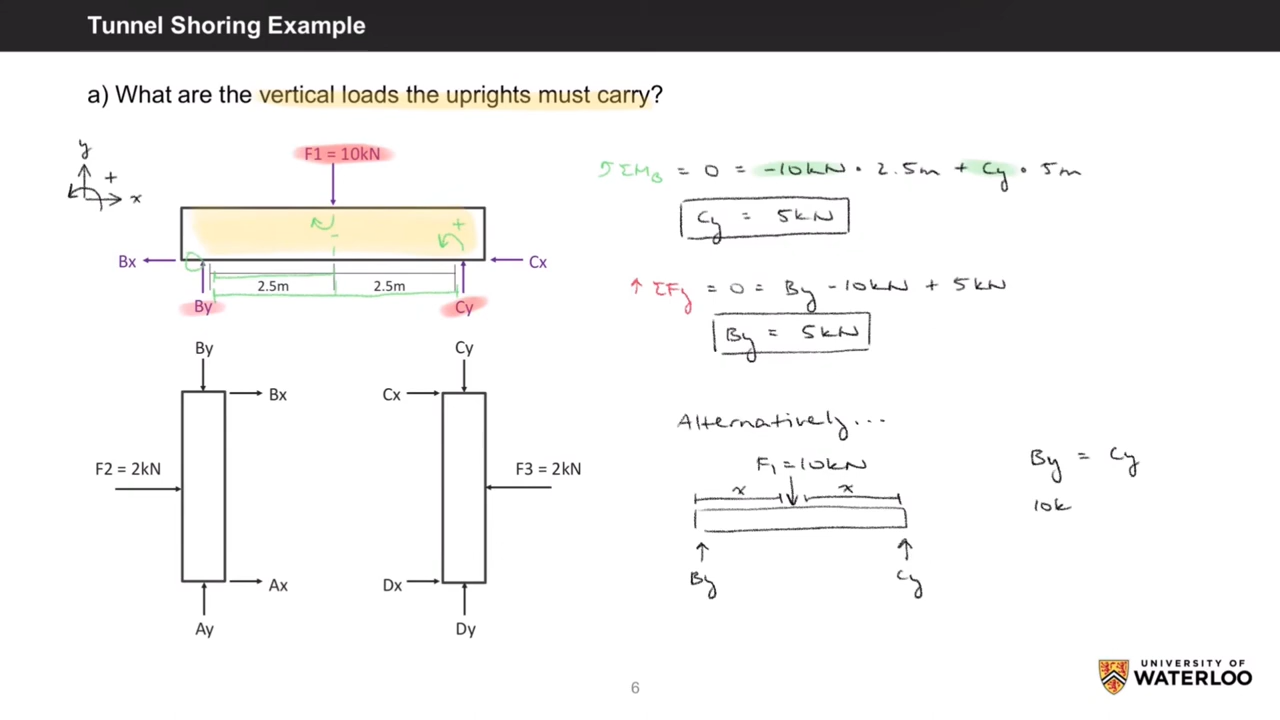 Tunnel Shoring Example
a) What are the vertical loads the uprights must carry?
y
+
x
F1 = 10kN
+
Bx
Cx
2.5m
2.5m
By
Cy
By
Cy
Bx
Cx
F2 = 2kN
F3 = 2kN
Ax
Dx
Ay
Dy
ΣM_B = 0 = -10kN · 2.5m + Cy · 5m
Cy = 5kN
↑ ΣFy = 0 = By - 10kN + 5kN
By = 5kN
Alternatively...
F₁ = 10kN
x
x
By
Cy
By = Cy
10k
6
UNIVERSITY OF
WATERLOO